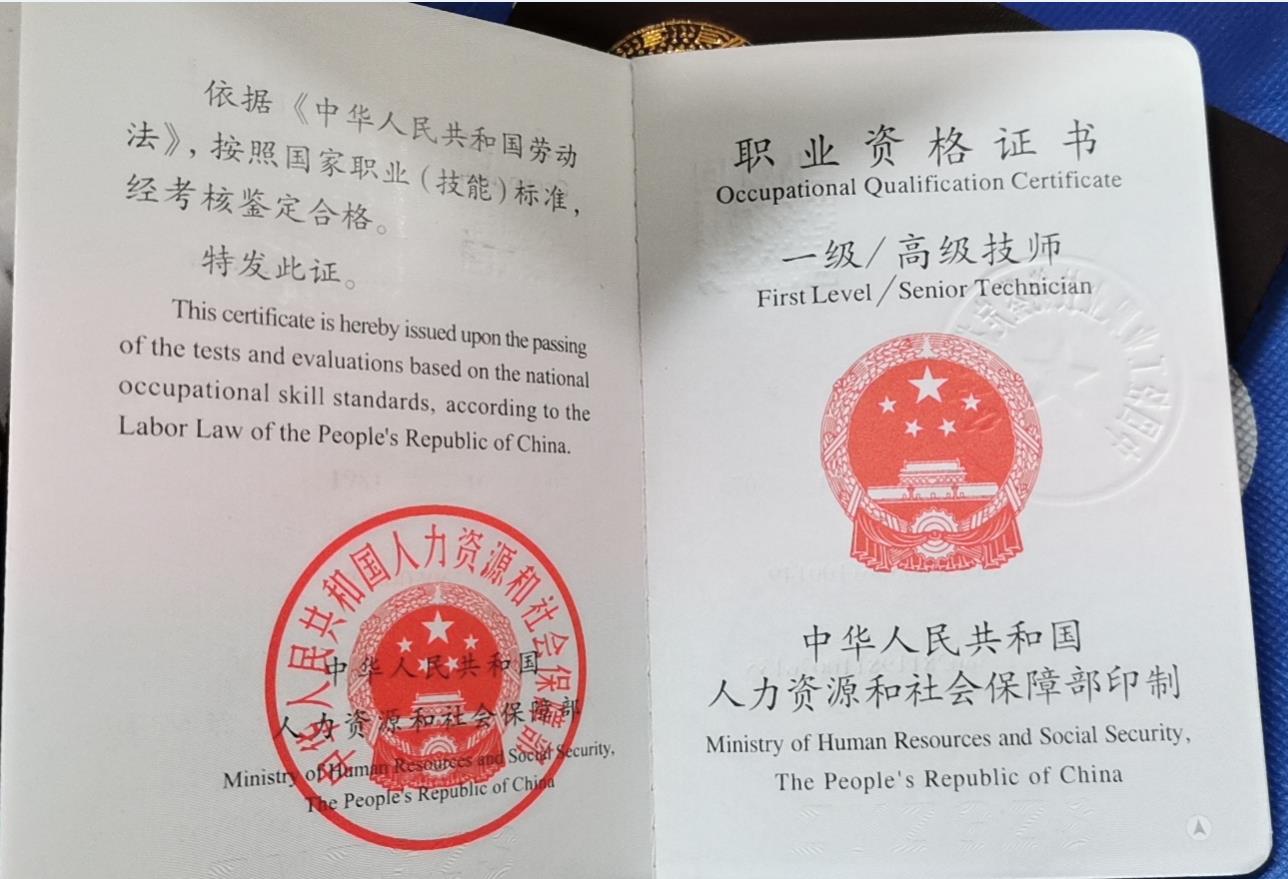 依据《中华人民共和国劳动
法》，按照国家职业（技能）标准，
经考核鉴定合格。
特发此证。
This certificate is hereby issued upon the passing
of the tests and evaluations based on the national
occupational skill standards, according to the
Labor Law of the People's Republic of China.
中华人民共和国人力资源和社会保障部
中华人民共和国
人力资源和社会保障部
Ministry of Human Resources and Social Security,
The People's Republic of China
职业资格证书
Occupational Qualification Certificate
一级/高级技师
First Level/Senior Technician
中华人民共和国
人力资源和社会保障部印制
Ministry of Human Resources and Social Security,
The People's Republic of China